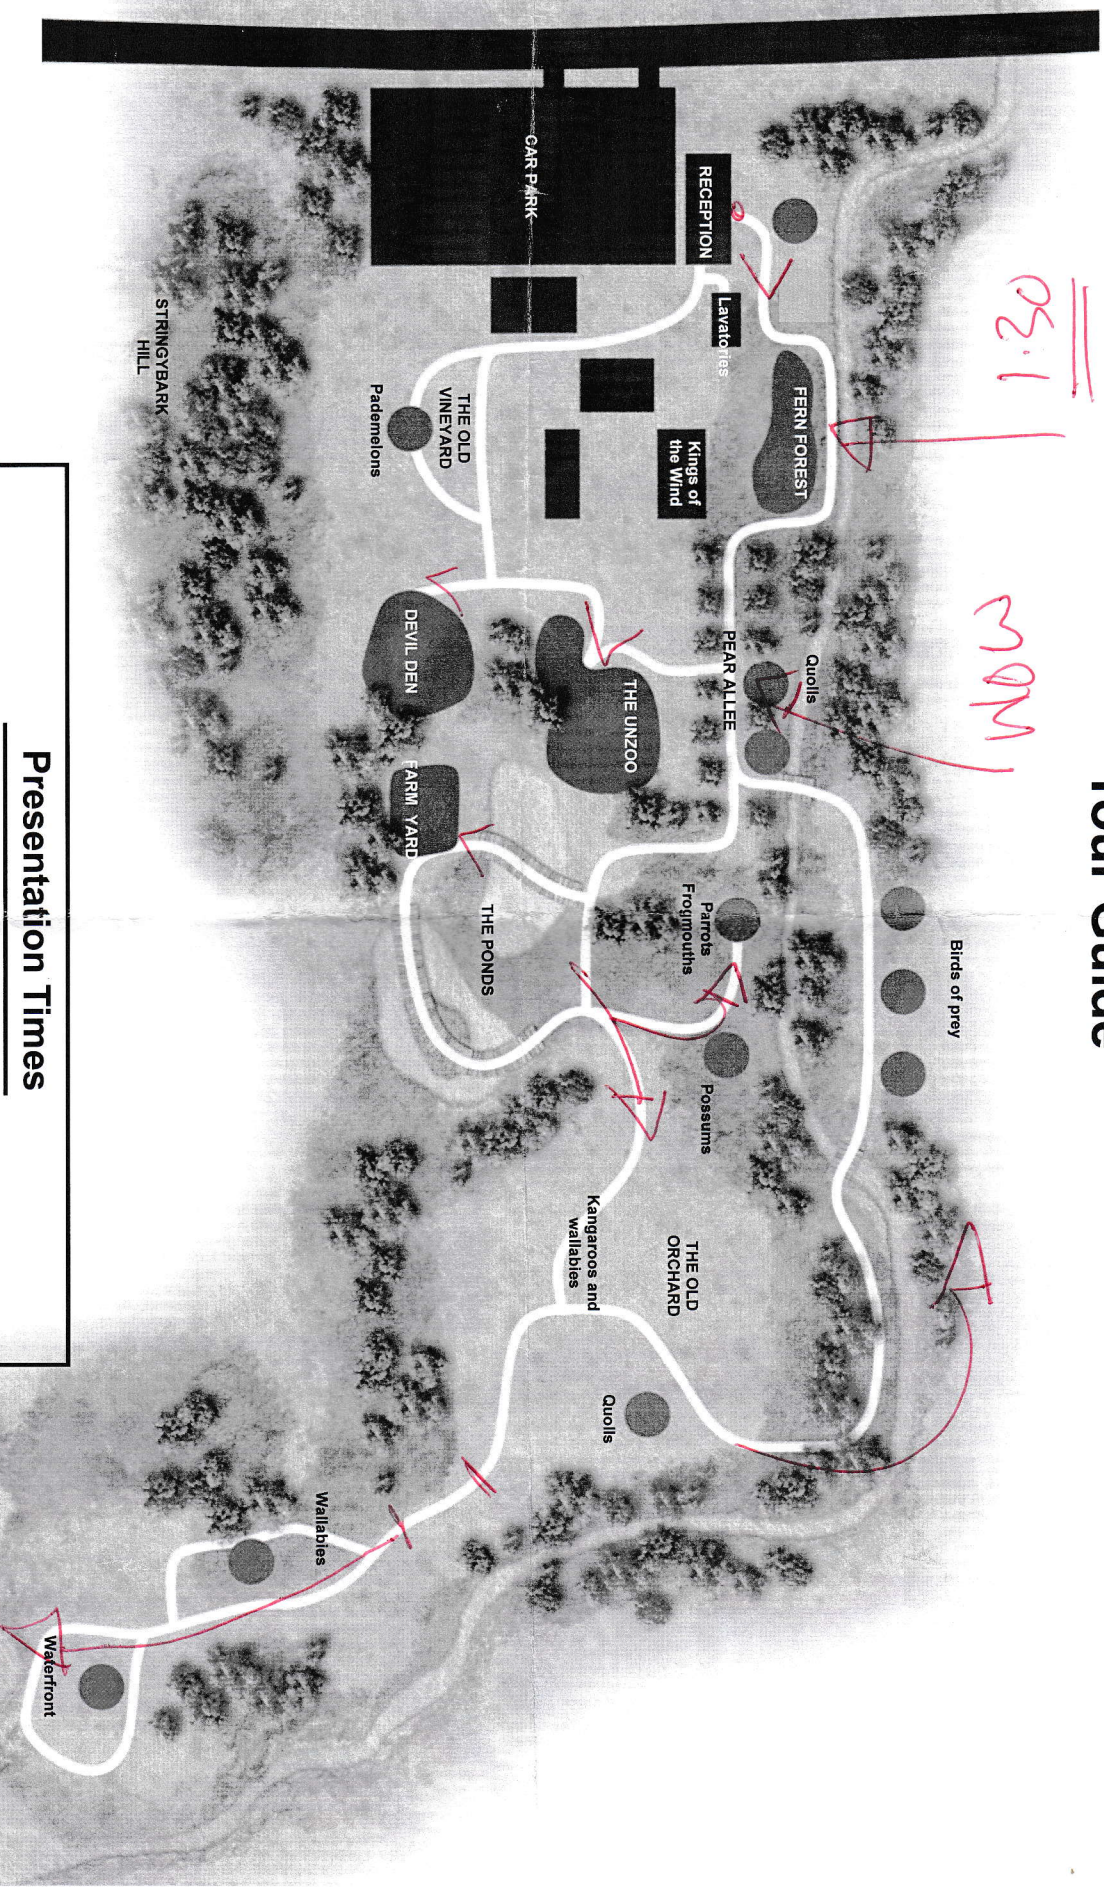 Tour Guide
1:30
Birds of prey
Quolls
FERN FOREST
Lavatories
RECEPTION
PEAR ALLEE
Kings of
the Wind
Parrots
Frogmouths
Possums
THE OLD
ORCHARD
THE UNZOO
Kangaroos and
wallabies
Quolls
CAR PARK
THE PONDS
THE OLD
VINEYARD
Pademelons
DEVIL DEN
FARM YARD
Wallabies
STRINGYBARK
HILL
Waterfront
Presentation Times